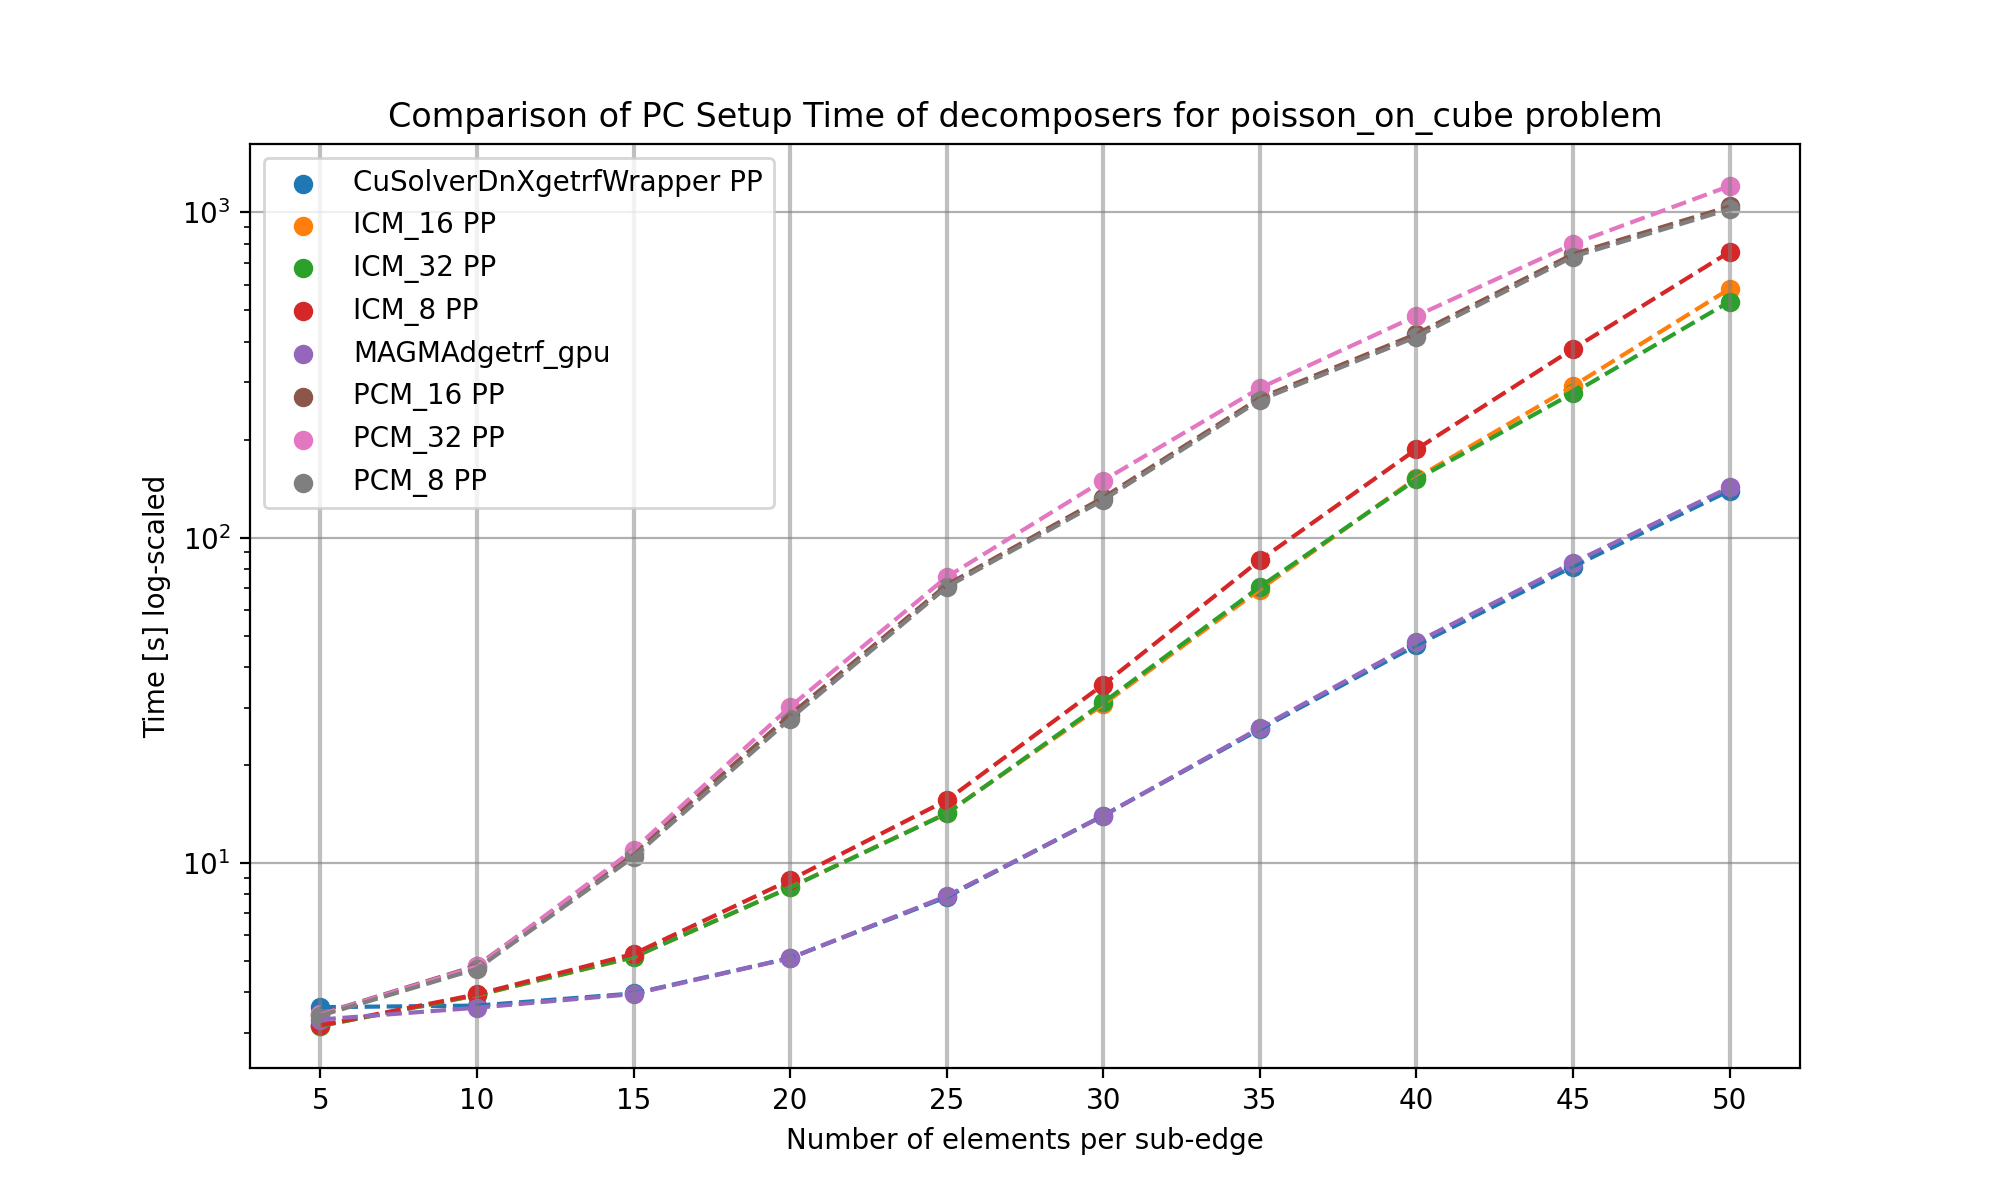 Comparison of PC Setup Time of decomposers for poisson_on_cube problem
CuSolverDnXgetrfWrapper PP
ICM_16 PP
ICM_32 PP
ICM_8 PP
MAGMAdgetrf_gpu
PCM_16 PP
PCM_32 PP
PCM_8 PP
10³
10²
10¹
Time [s] log-scaled
5 10 15 20 25 30 35 40 45 50
Number of elements per sub-edge